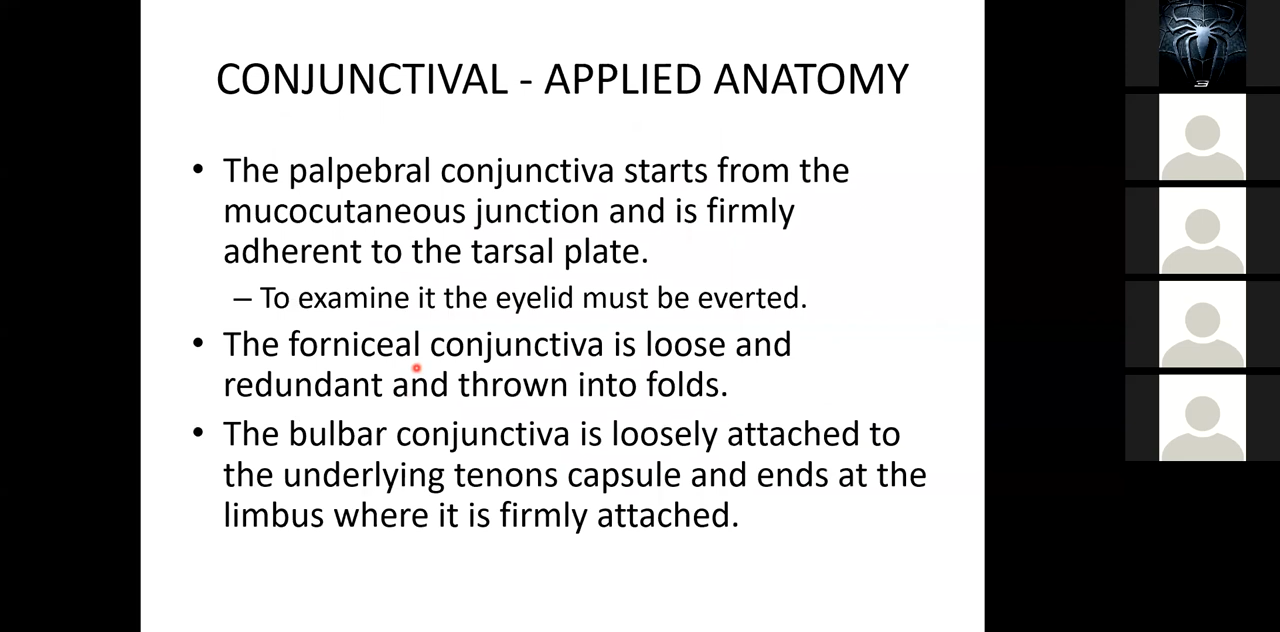 CONJUNCTIVAL - APPLIED ANATOMY
• The palpebral conjunctiva starts from the
mucocutaneous junction and is firmly
adherent to the tarsal plate.
– To examine it the eyelid must be everted.
• The forniceal conjunctiva is loose and
redundant and thrown into folds.
• The bulbar conjunctiva is loosely attached to
the underlying tenons capsule and ends at the
limbus where it is firmly attached.
3